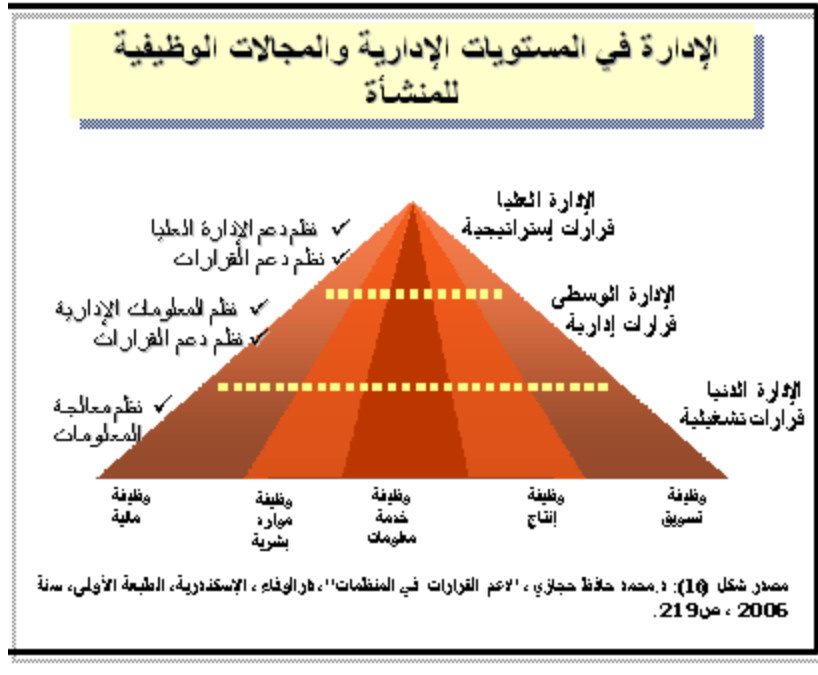 الإدارة في المستويات الإدارية والمجالات الوظيفية
للمنشأة
الإدارة العليا
قرارات إستراتيجية
✓ نظم دعم الإدارة العليا
✓ نظم دعم القرارات
الإدارة الوسطى
قرارات إدارية
✓ نظم المعلومات الإدارية
✓ نظم دعم القرارات
الإدارة الدنيا
قرارات تشغيلية
✓ نظم معالجة
المعلومات
وظيفة
تسويق
وظيفة
إنتاج
وظيفة
خدمة
معلومات
وظيفة
موارد
بشرية
وظيفة
مالية
مصدر شكل (16): د.محمد حافظ حجازي ، "دعم القرارات في المنظمات"، دار الوفاء ، الإسكندرية، الطبعة الأولى، سنة
2006 ، ص219.